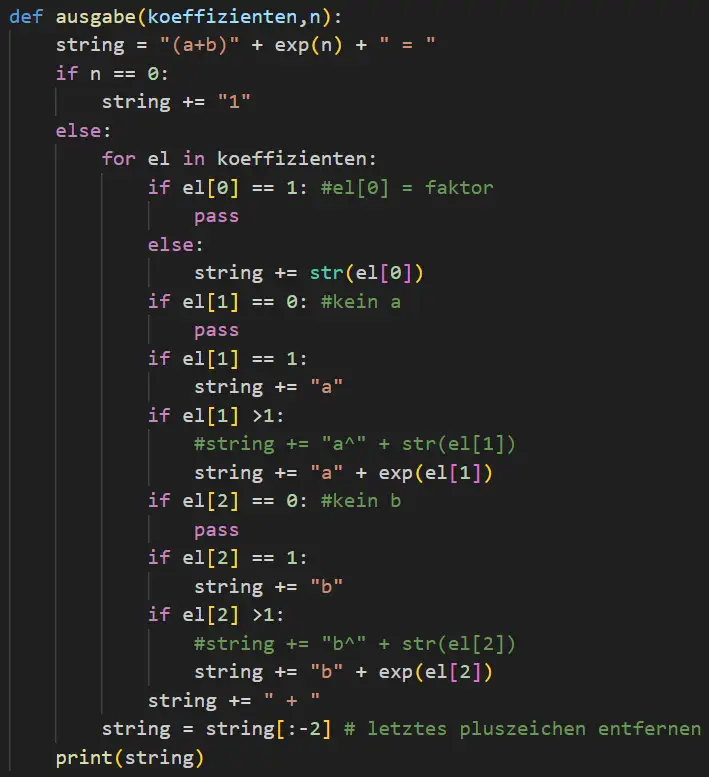 def ausgabe(koeffizienten,n):
    string = "(a+b)" + exp(n) + " = "
    if n == 0:
        string += "1"
    else:
        for el in koeffizienten:
            if el[0] == 1: #el[0] = faktor
                pass
            else:
                string += str(el[0])
            if el[1] == 0: #kein a
                pass
            if el[1] == 1:
                string += "a"
            if el[1] >1:
                #string += "a^" + str(el[1])
                string += "a" + exp(el[1])
            if el[2] == 0: #kein b
                pass
            if el[2] == 1:
                string += "b"
            if el[2] >1:
                #string += "b^" + str(el[2])
                string += "b" + exp(el[2])
            string += " + "
        string = string[:-2] # letztes pluszeichen entfernen
    print(string)